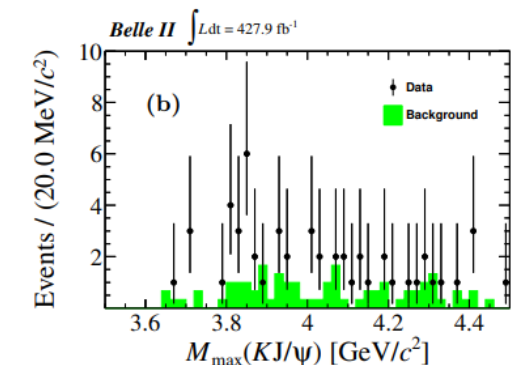 Belle II ∫Ldt = 427.9 fb⁻¹
10
8
6
4
2
Events / (20.0 MeV/c²)
(b)
Data
Background
3.6 3.8 4 4.2 4.4
M_max(KJ/ψ) [GeV/c²]